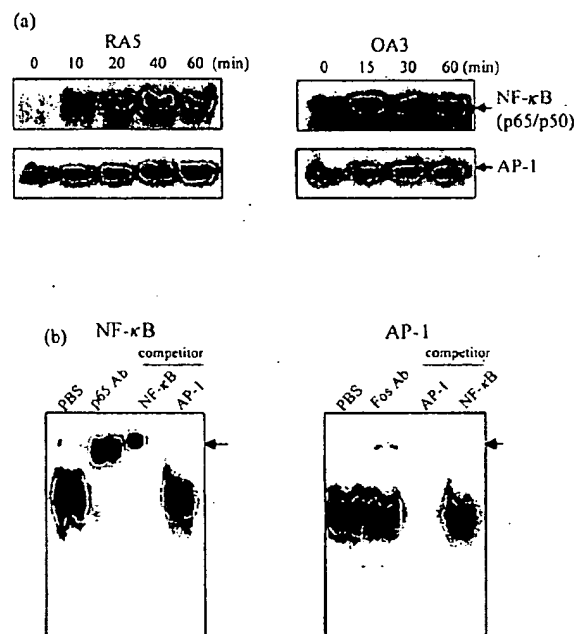 (a)
RA5
0 10 20 40 60 (min)
OA3
0 15 30 60 (min)
NF-κB
(p65/p50)
AP-1
(b)
NF-κB
competitor
PBS p65 Ab NF-κB AP-1
AP-1
competitor
PBS Fos Ab AP-1 NF-κB